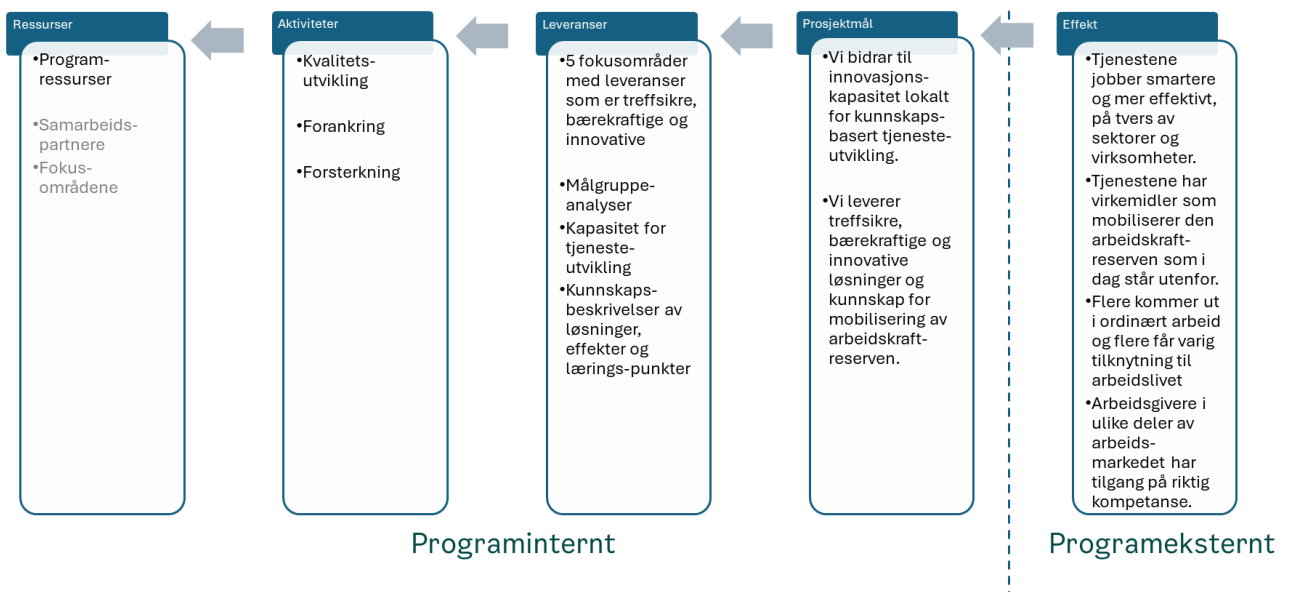 Ressurser
•Program-
ressurser
•Samarbeids-
partnere
•Fokus-
områdene
Aktiviteter
•Kvalitets-
utvikling
•Forankring
•Forsterkning
Leveranser
•5 fokusområder
med leveranser
som er treffsikre,
bærekraftige og
innovative
•Målgruppe-
analyser
•Kapasitet for
tjeneste-
utvikling
•Kunnskaps-
beskrivelser av
løsninger,
effekter og
lærings-punkter
Prosjektmål
•Vi bidrar til
innovasjons-
kapasitet lokalt
for kunnskaps-
basert tjeneste-
utvikling.
•Vi leverer
treffsikre,
bærekraftige og
innovative
løsninger og
kunnskap for
mobilisering av
arbeidskraft-
reserven.
Effekt
•Tjenestene
jobber smartere
og mer effektivt,
på tvers av
sektorer og
virksomheter.
•Tjenestene har
virkemidler som
mobiliserer den
arbeidskraft-
reserven som i
dag står utenfor.
•Flere kommer ut
i ordinært arbeid
og flere får varig
tilknytning til
arbeidslivet
•Arbeidsgivere i
ulike deler av
arbeids-
markedet har
tilgang på riktig
kompetanse.
Programinternt
Programeksternt